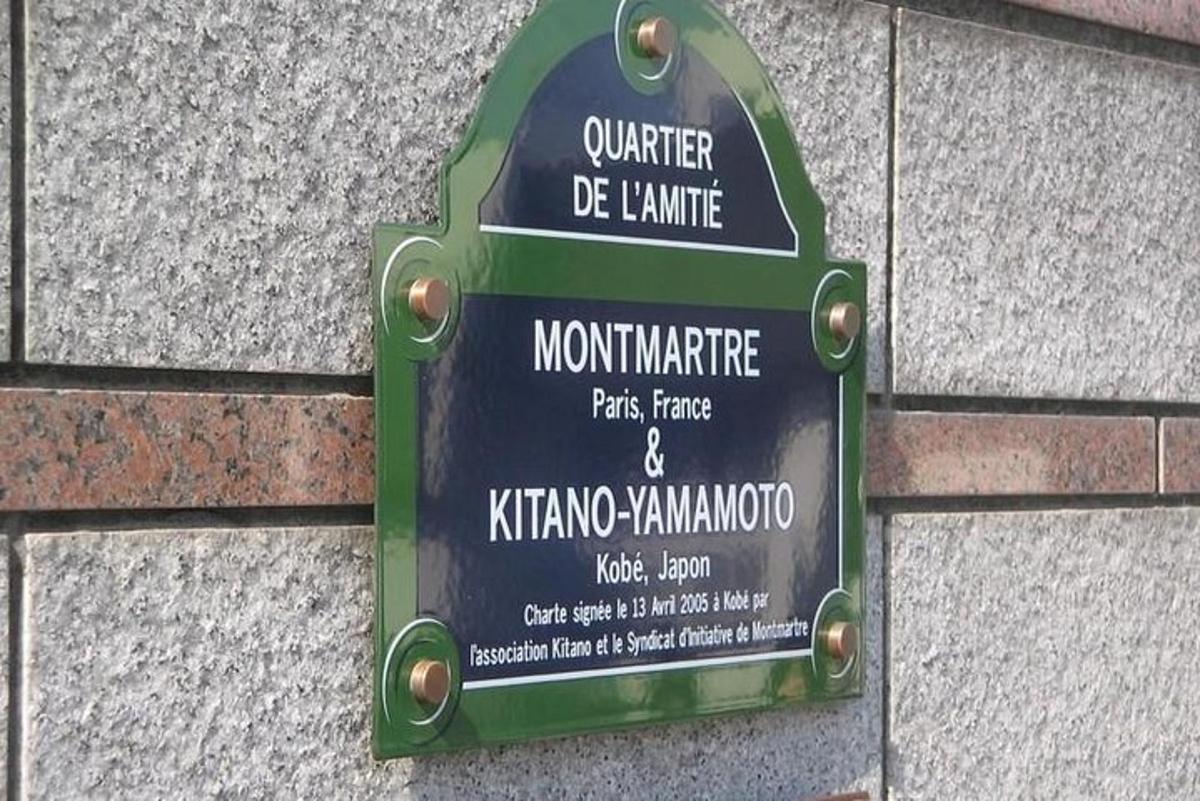 QUARTIER
DE L'AMITIÉ
MONTMARTRE
Paris, France
&
KITANO-YAMAMOTO
Kobé, Japon
Charte signée le 13 Avril 2005 à Kobé par
l'association Kitano et le Syndicat d'Initiative de Montmartre